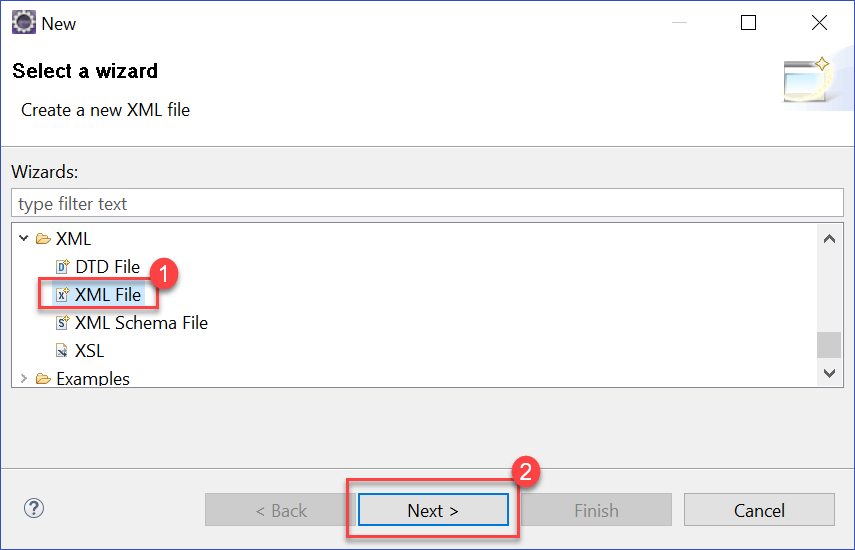 New
Select a wizard
Create a new XML file
Wizards:
type filter text
XML
DTD File
1
XML File
XML Schema File
XSL
Examples
2
?
< Back
Next >
Finish
Cancel